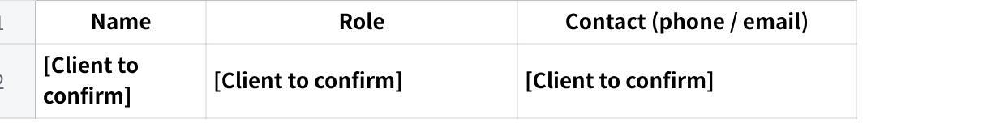 1 Name Role Contact (phone / email)
2 [Client to confirm] [Client to confirm] [Client to confirm]